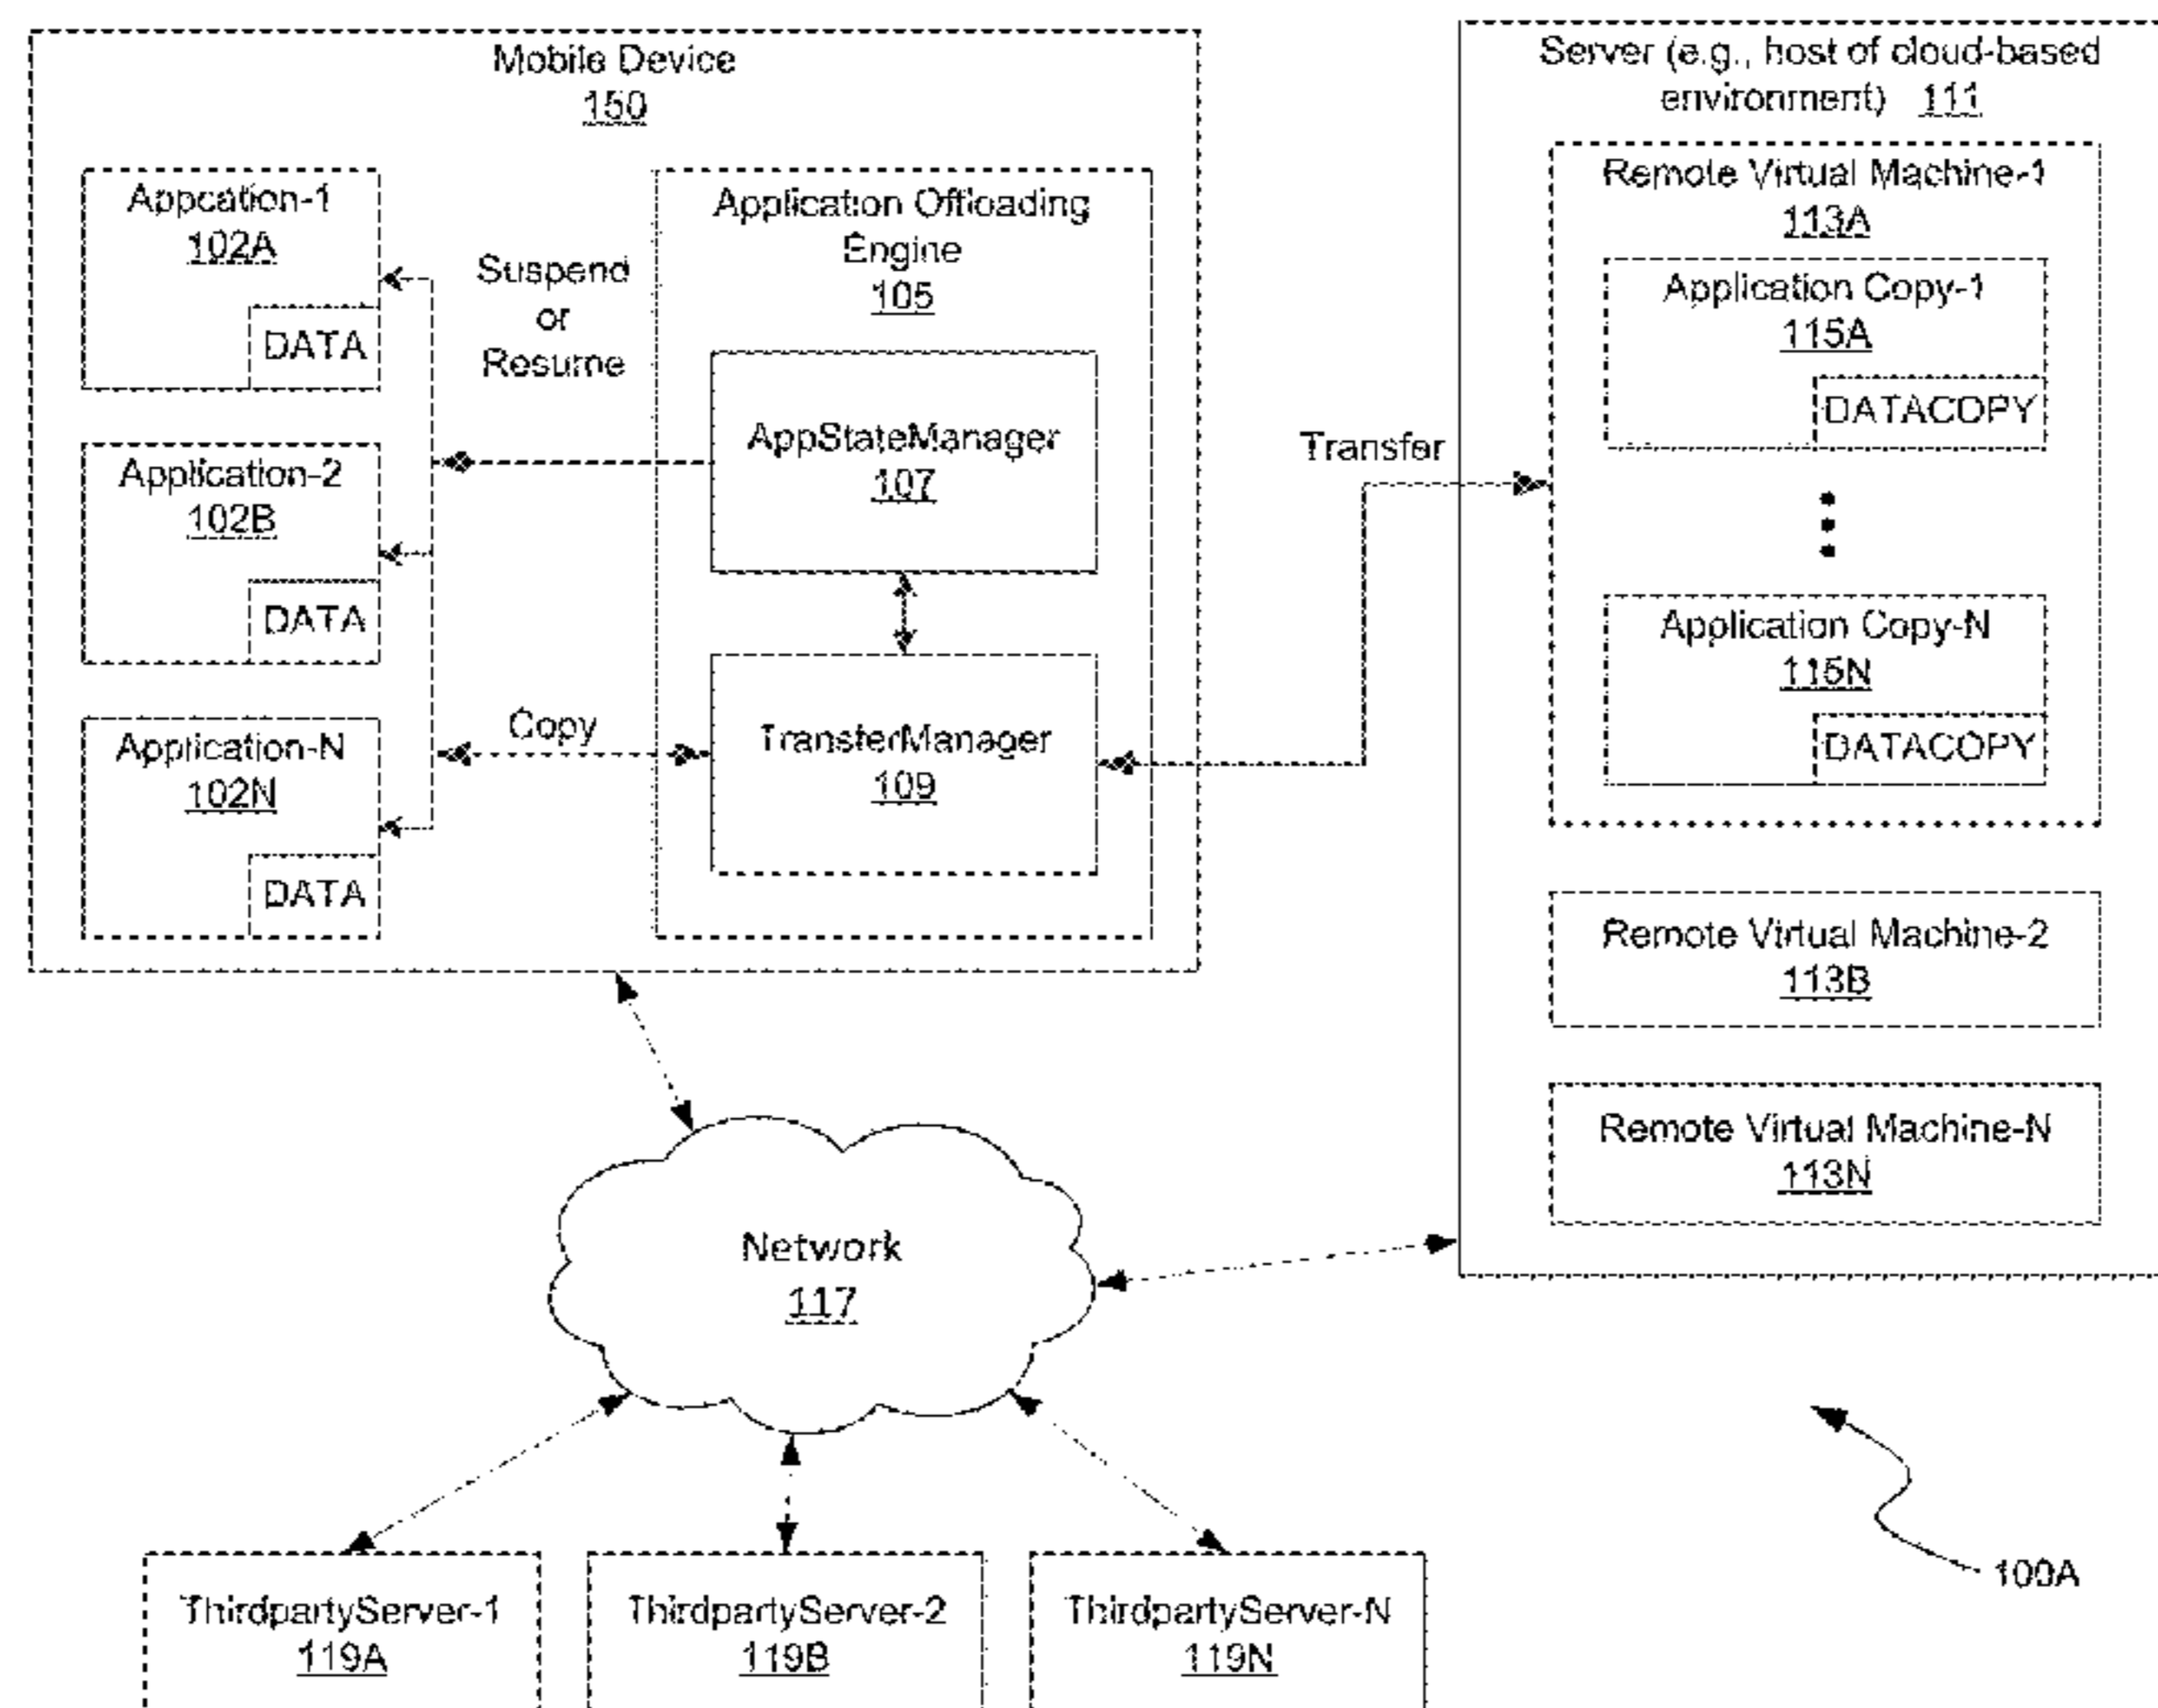 Mobile Device
150
Appcation-1
102A
DATA
Application-2
102B
DATA
Application-N
102N
DATA
Suspend
or
Resume
Copy
Application Offloading
Engine
105
AppStateManager
107
TransferManager
109
Transfer
Server (e.g., host of cloud-based
environment) 111
Remote Virtual Machine-1
113A
Application Copy-1
115A
DATACOPY
Application Copy-N
115N
DATACOPY
Remote Virtual Machine-2
113B
Remote Virtual Machine-N
113N
Network
117
100A
ThirdpartyServer-1
119A
ThirdpartyServer-2
119B
ThirdpartyServer-N
119N